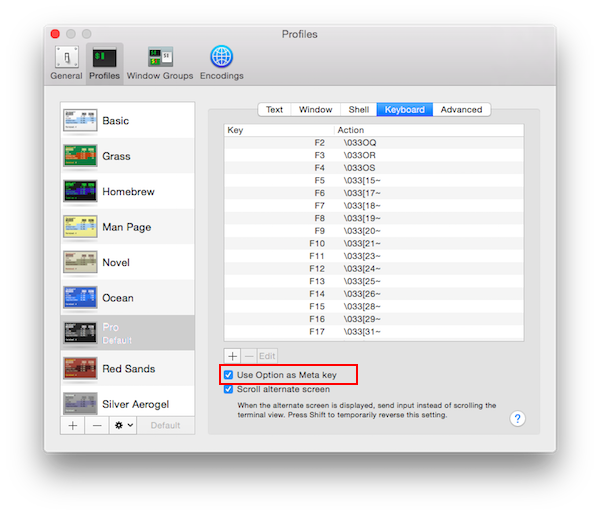 Profiles
General Profiles Window Groups Encodings
Text Window Shell Keyboard Advanced
Basic
Grass
Homebrew
Man Page
Novel
Ocean
Pro
Default
Red Sands
Silver Aerogel
+ − Default
Key Action
F2 \033OQ
F3 \033OR
F4 \033OS
F5 \033[15~
F6 \033[17~
F7 \033[18~
F8 \033[19~
F9 \033[20~
F10 \033[21~
F11 \033[23~
F12 \033[24~
F13 \033[25~
F14 \033[26~
F15 \033[28~
F16 \033[29~
F17 \033[31~
+ − Edit
Use Option as Meta key
Scroll alternate screen
When the alternate screen is displayed, send input instead of scrolling the
terminal view. Press Shift to temporarily reverse this setting.
?